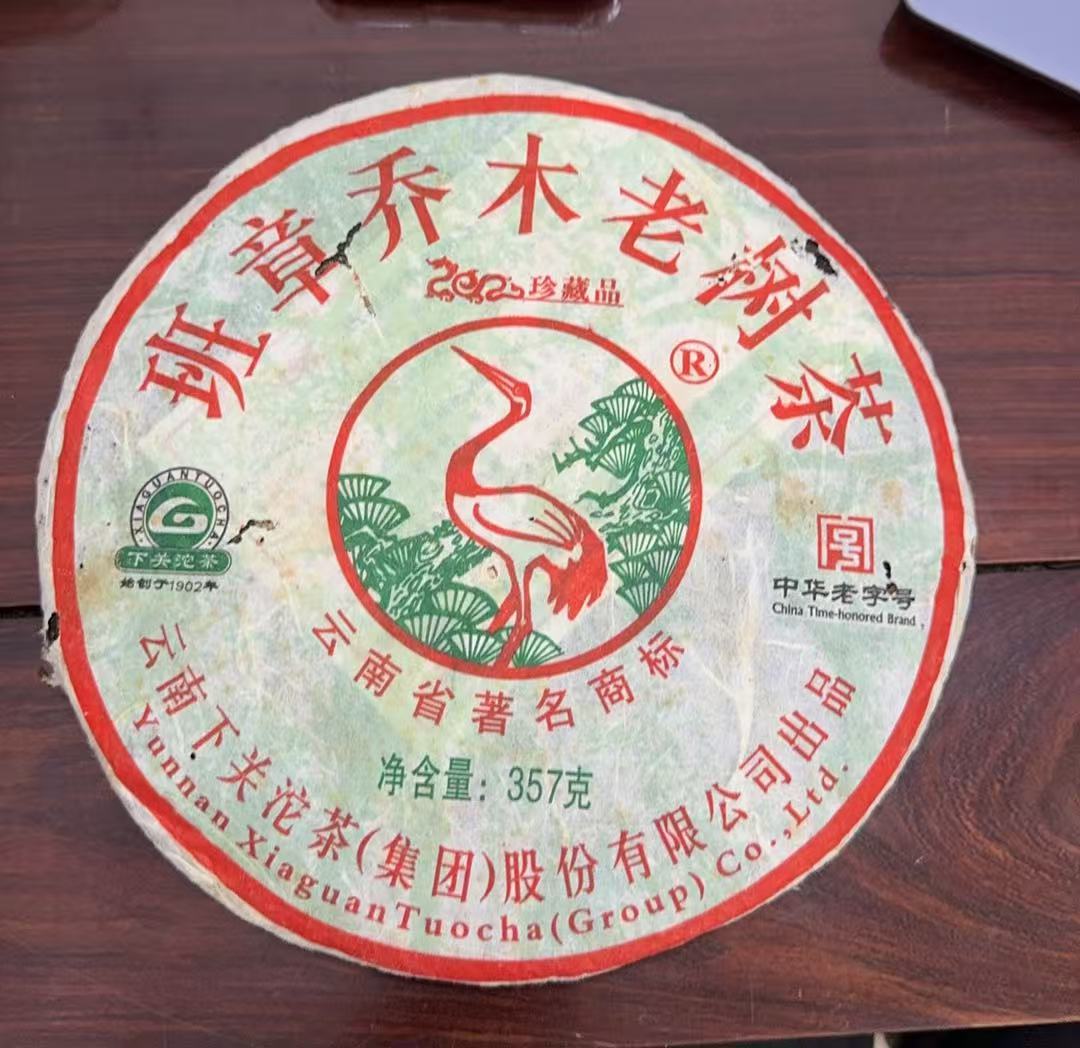 班章乔木老树茶
珍藏品
®
XIAGUANTUOCHA
下关沱茶
始创于1902年
中华老字号
China Time-honored Brand
云南省著名商标
净含量：357克
云南下关沱茶(集团)股份有限公司出品
Yunnan Xiaguan Tuocha(Group) Co.,Ltd.